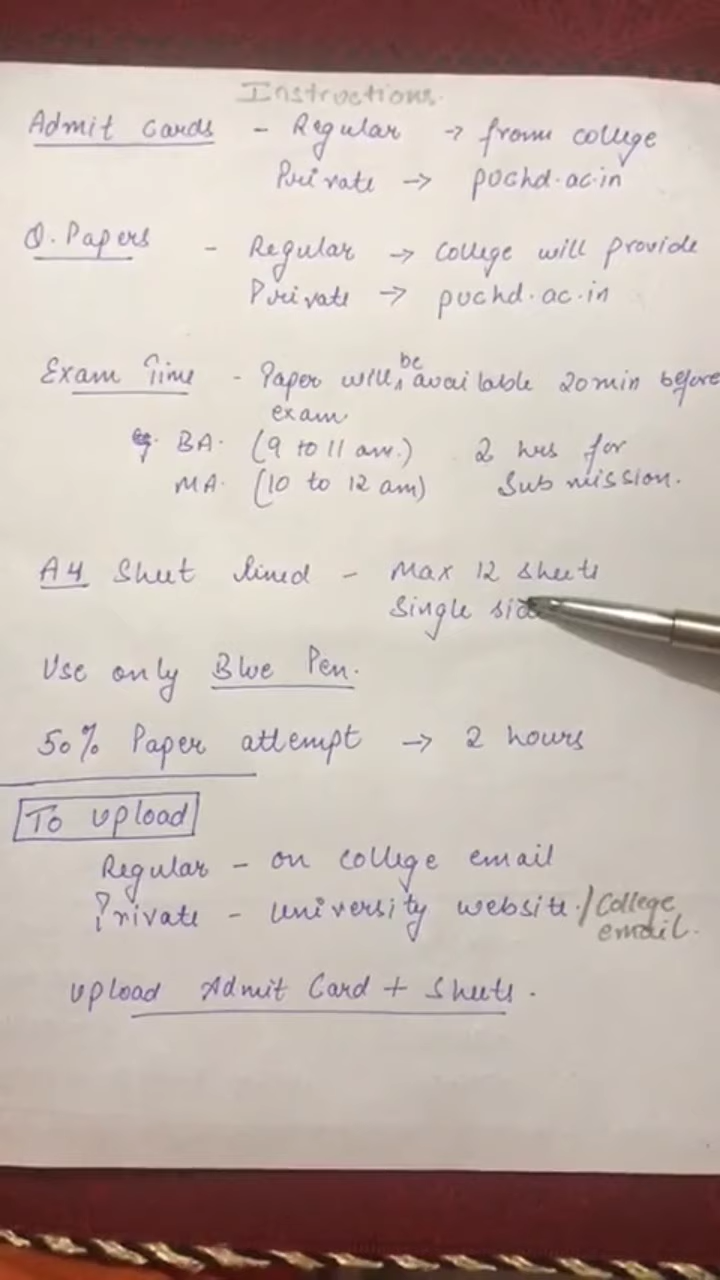 Instructions.
Admit Cards - Regular → from college
Private → puchd.ac.in
Q. Papers - Regular → College will provide
Private → puchd.ac.in
Exam Time - Paper will be available 20 min before
exam
eg. BA. (9 to 11 am.) 2 hrs for
MA. (10 to 12 am) Submission.
A4 Sheet lined - Max 12 sheets
Single
Use only Blue Pen.
50% Paper attempt → 2 hours
To upload
Regular - on college email
Private - University website./College
email.
Upload Admit Card + Sheets.